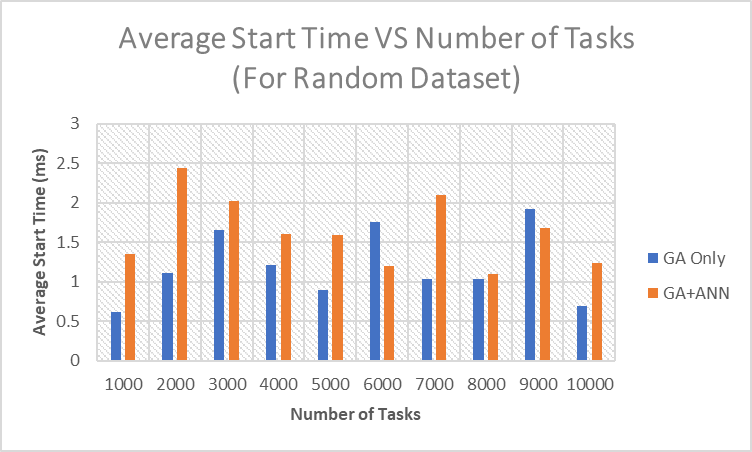 Average Start Time VS Number of Tasks
(For Random Dataset)
3
2.5
2
1.5
1
0.5
0
Average Start Time (ms)
1000 2000 3000 4000 5000 6000 7000 8000 9000 10000
Number of Tasks
GA Only
GA+ANN